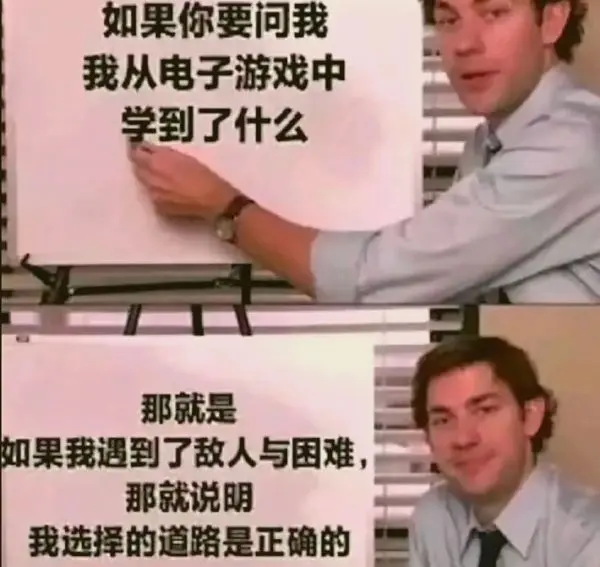 如果你要问我
我从电子游戏中
学到了什么
那就是
如果我遇到了敌人与困难，
那就说明
我选择的道路是正确的